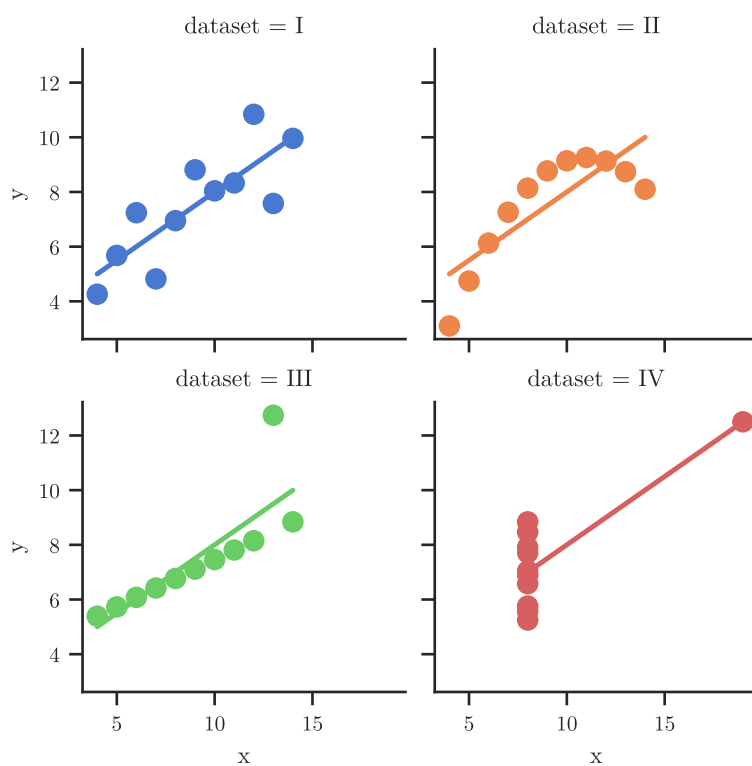 dataset = I
dataset = II
12
10
8
6
4
y
dataset = III
dataset = IV
12
10
8
6
4
y
5
10
15
5
10
15
x
x